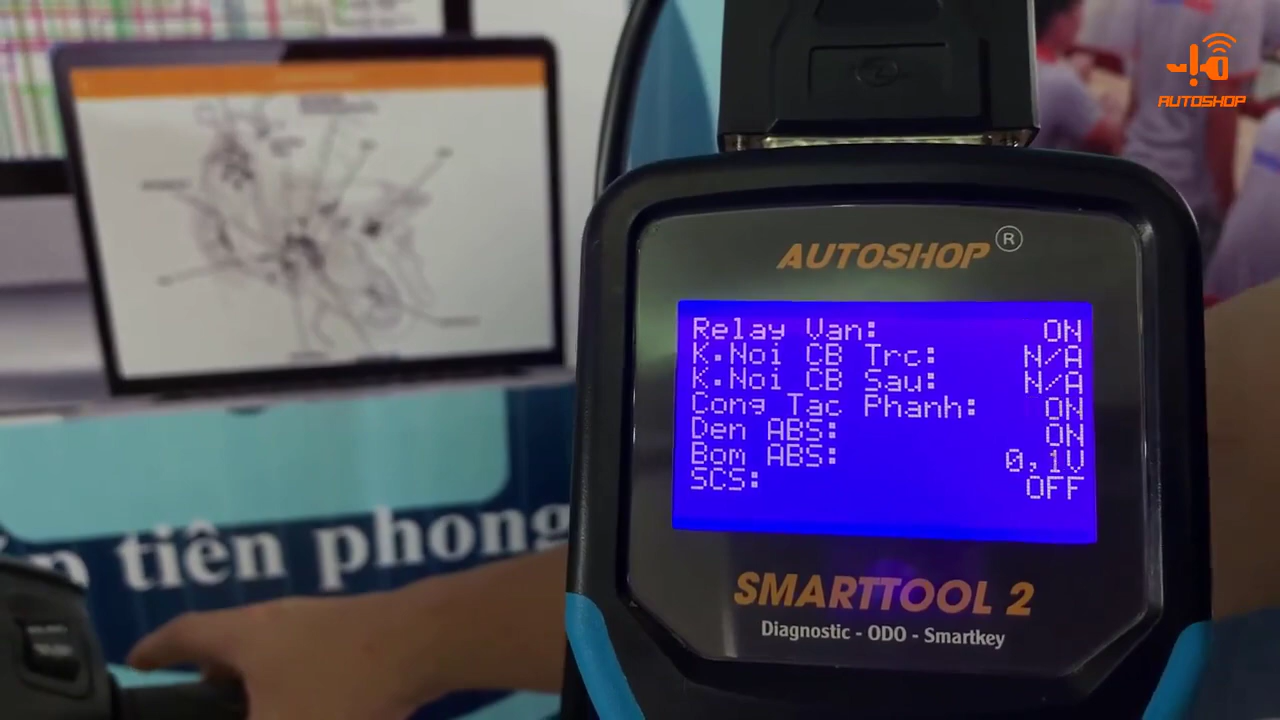 AUTOSHOP
AUTOSHOP ®
Relay Van: ON
K.Noi CB Trc: N/A
K.Noi CB Sau: N/A
Cong Tac Phanh: ON
Den ABS: ON
Bom ABS: 0,1V
SCS: OFF
SMARTTOOL 2
Diagnostic - ODO - Smartkey
tiên phong